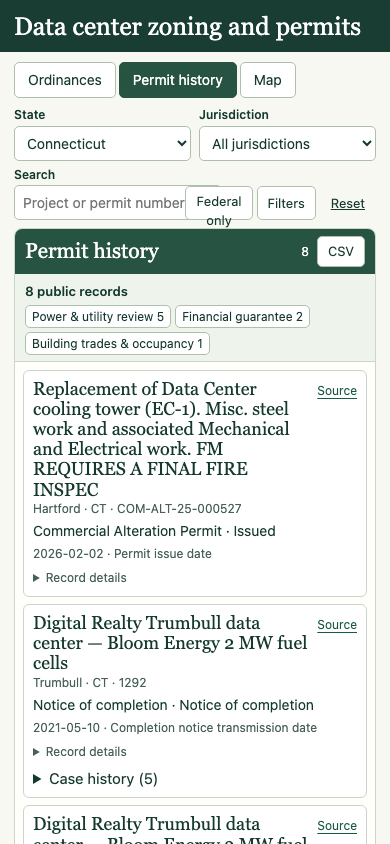 Data center zoning and permits
Ordinances
Permit history
Map
State
Jurisdiction
Connecticut
All jurisdictions
Search
Project or permit number
Federal only
Filters
Reset
Permit history
8
CSV
8 public records
Power & utility review 5
Financial guarantee 2
Building trades & occupancy 1
Replacement of Data Center
cooling tower (EC-1). Misc. steel
work and associated Mechanical
and Electrical work. FM
REQUIRES A FINAL FIRE
INSPEC
Source
Hartford · CT · COM-ALT-25-000527
Commercial Alteration Permit · Issued
2026-02-02 · Permit issue date
Record details
Digital Realty Trumbull data
center — Bloom Energy 2 MW fuel
cells
Source
Trumbull · CT · 1292
Notice of completion · Notice of completion
2021-05-10 · Completion notice transmission date
Record details
Case history (5)
Digital Realty Trumbull data
center — Bloom Energy 2 MW fuel
Source